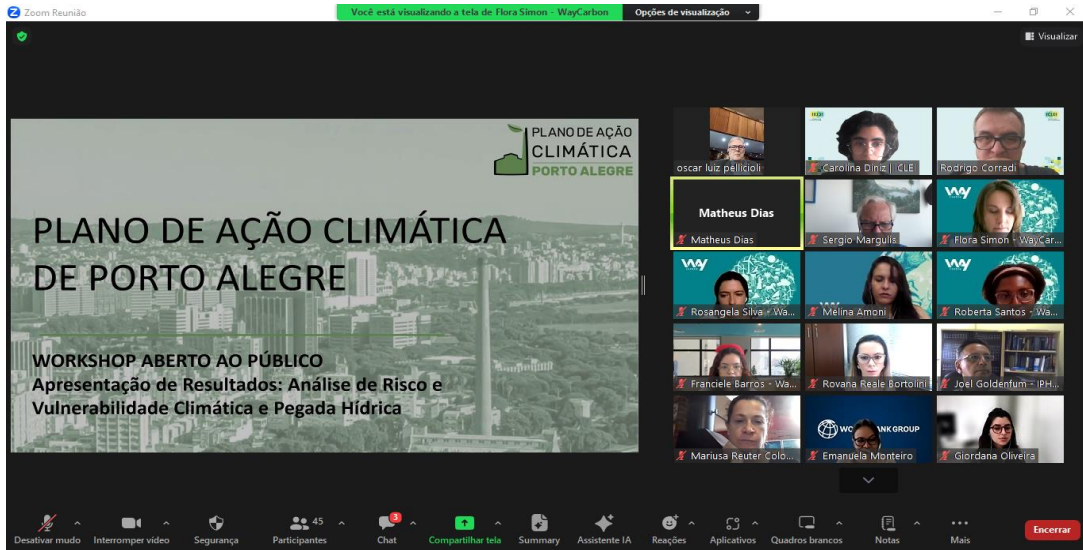 Zoom Reunião
Você está visualizando a tela de Flora Simon - WayCarbon
Opções de visualização
Visualizar
PLANO DE AÇÃO
CLIMÁTICA
PORTO ALEGRE
PLANO DE AÇÃO CLIMÁTICA
DE PORTO ALEGRE
WORKSHOP ABERTO AO PÚBLICO
Apresentação de Resultados: Análise de Risco e
Vulnerabilidade Climática e Pegada Hídrica
oscar luiz pellicioli
Carolina Diniz | ICLE
Rodrigo Corradi
Matheus Dias
Matheus Dias
Sergio Margulis
way
Flora Simon - WayCar...
way
Rosangela Silva - Wa...
Melina Amoni
way
Roberta Santos - Wa...
Franciele Barros - Wa...
Rovana Reale Bortolini
Joel Goldenfum - IPH...
Mariusa Reuter Colo...
GROUP
Emanuela Monteiro
Giordana Oliveira
Desativar mudo
Interromper vídeo
Segurança
45
Participantes
3
Chat
Compartilhar tela
Summary
Assistente IA
Reações
Aplicativos
Quadros brancos
Notas
Mais
Encerrar